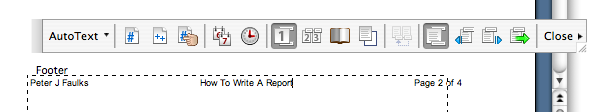 AutoText Close
Footer
Peter J Faulks How To Write A Report Page 2 of 4